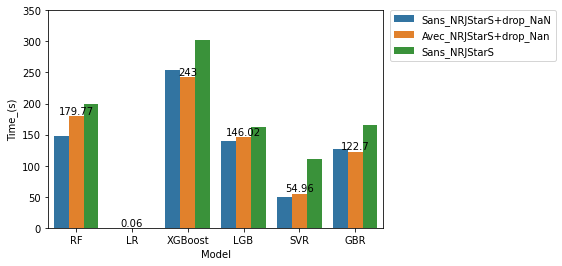 350
300
250
200
150
100
50
0
Time_(s)
179.77
0.06
243
146.02
54.96
122.7
RF LR XGBoost LGB SVR GBR
Model
Sans_NRJStarS+drop_NaN
Avec_NRJStarS+drop_Nan
Sans_NRJStarS